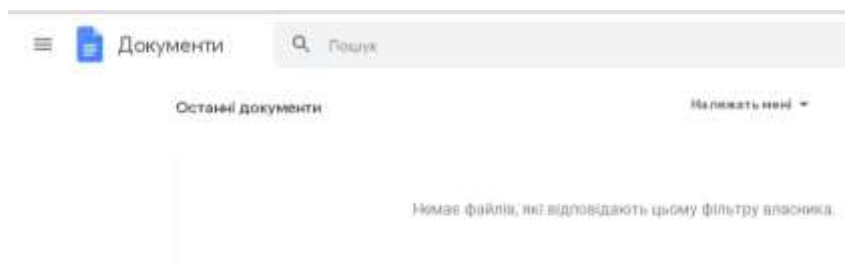 Документи
Пошук
Останні документи
Належать мені
Немає файлів, які відповідають цьому фільтру власника.